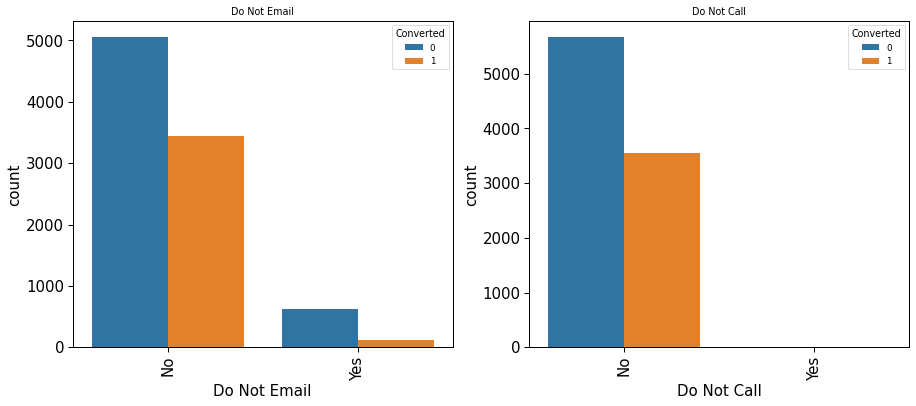 Do Not Email
Converted
0
1
5000
4000
3000
2000
1000
0
count
No
Yes
Do Not Email
Do Not Call
Converted
0
1
5000
4000
3000
2000
1000
0
count
No
Yes
Do Not Call